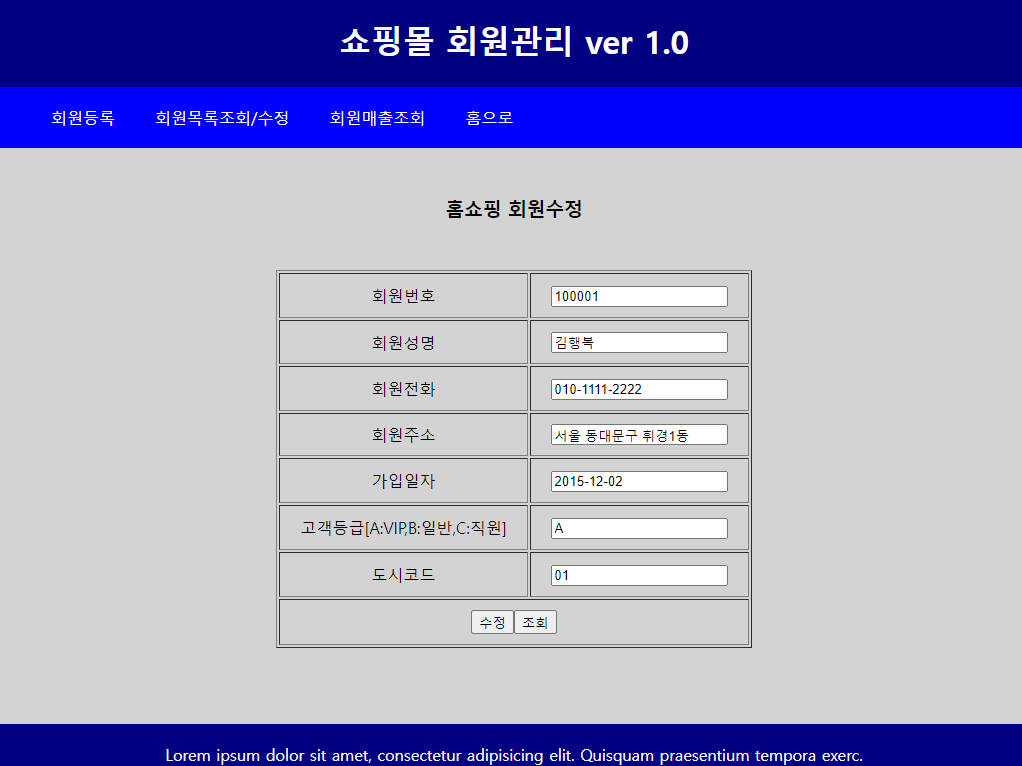 쇼핑몰 회원관리 ver 1.0
회원등록 회원목록조회/수정 회원매출조회 홈으로
홈쇼핑 회원수정
회원번호 100001
회원성명 김행복
회원전화 010-1111-2222
회원주소 서울 동대문구 휘경1동
가입일자 2015-12-02
고객등급[A:VIP,B:일반,C:직원] A
도시코드 01
수정 조회
Lorem ipsum dolor sit amet, consectetur adipisicing elit. Quisquam praesentium tempora exerc.